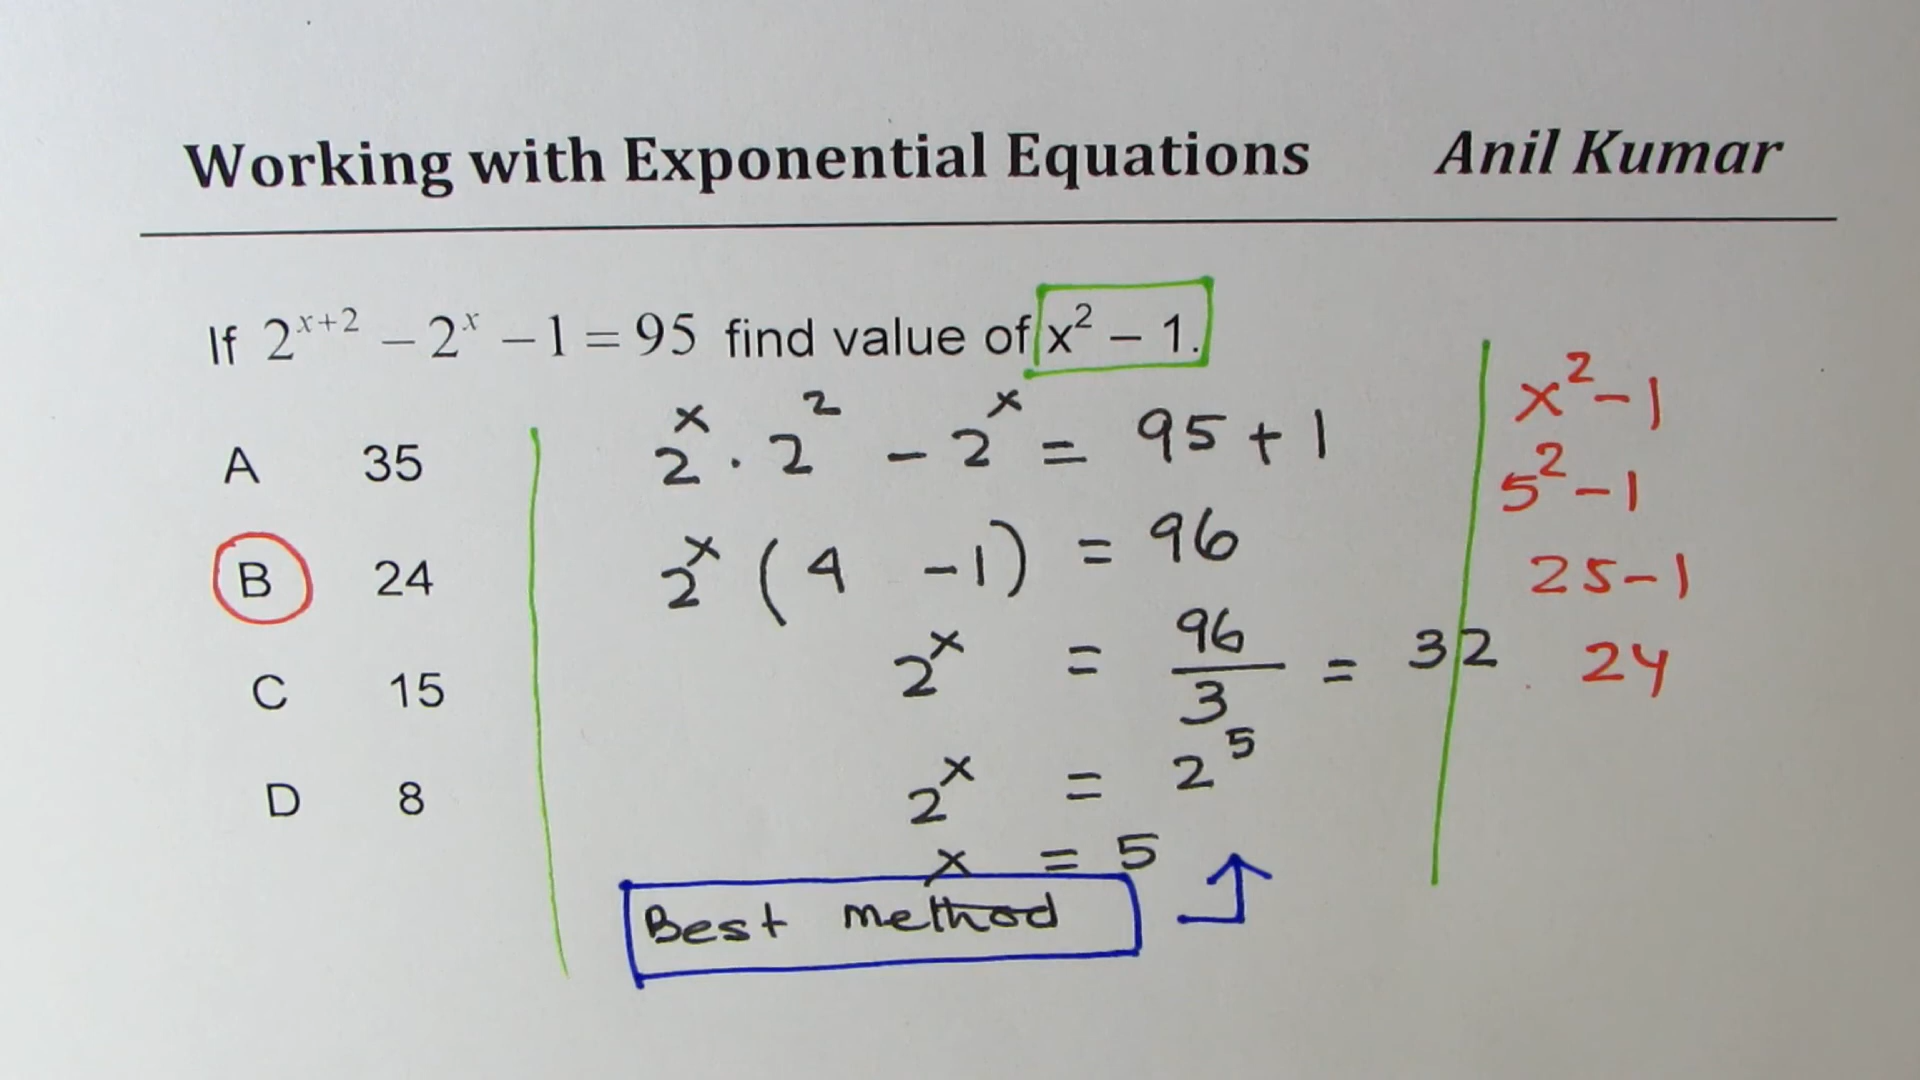 Working with Exponential Equations Anil Kumar
If 2^{x+2} − 2^x − 1 = 95 find value of x² − 1.
A 35
B 24
C 15
D 8
2^x · 2² − 2^x = 95 + 1
2^x (4 − 1) = 96
2^x = 96/3 = 32
2^x = 2^5
x = 5
Best method
x² − 1
5² − 1
25 − 1
24